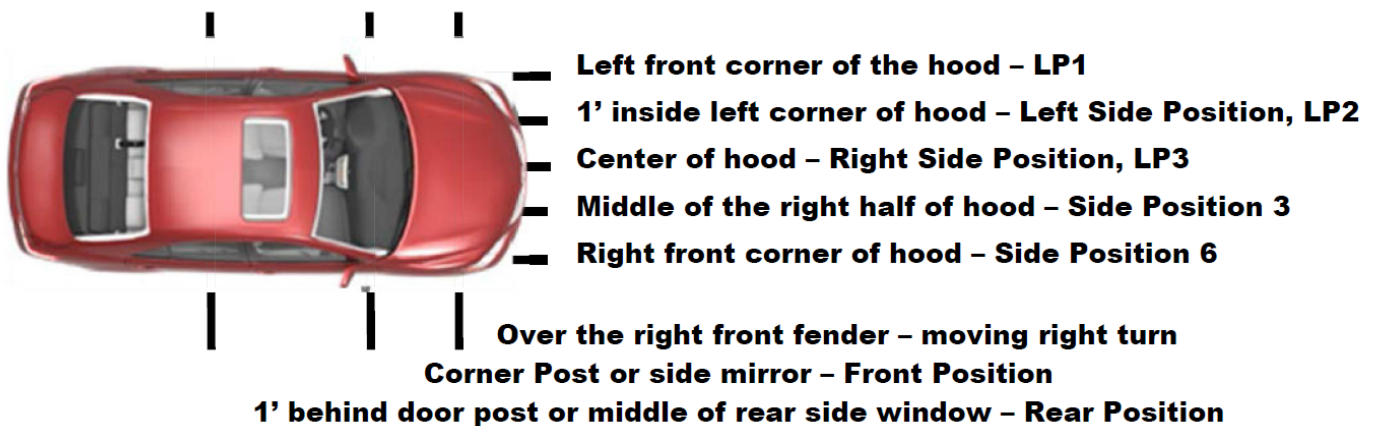 Left front corner of the hood – LP1
1’ inside left corner of hood – Left Side Position, LP2
Center of hood – Right Side Position, LP3
Middle of the right half of hood – Side Position 3
Right front corner of hood – Side Position 6
Over the right front fender – moving right turn
Corner Post or side mirror – Front Position
1’ behind door post or middle of rear side window – Rear Position